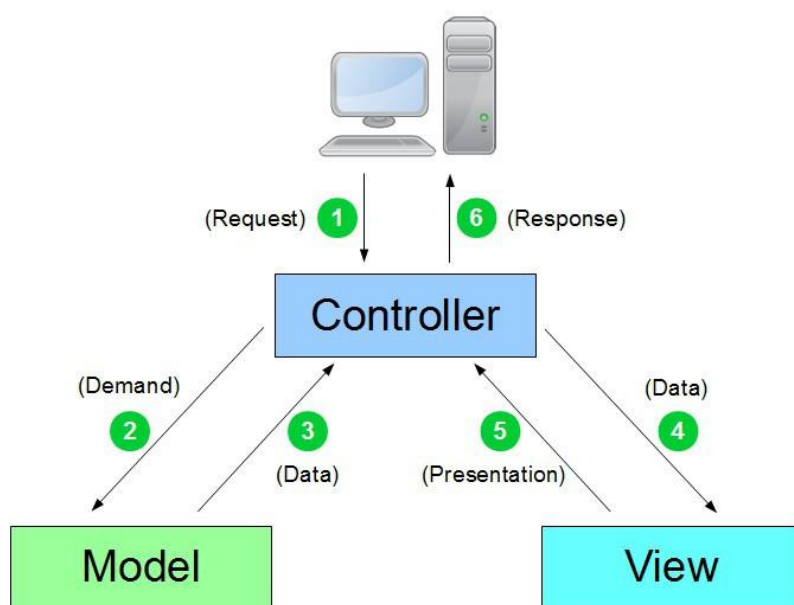 (Request) 1 6 (Response)
Controller
(Demand) (Data)
2 3 5 4
(Data) (Presentation)
Model View